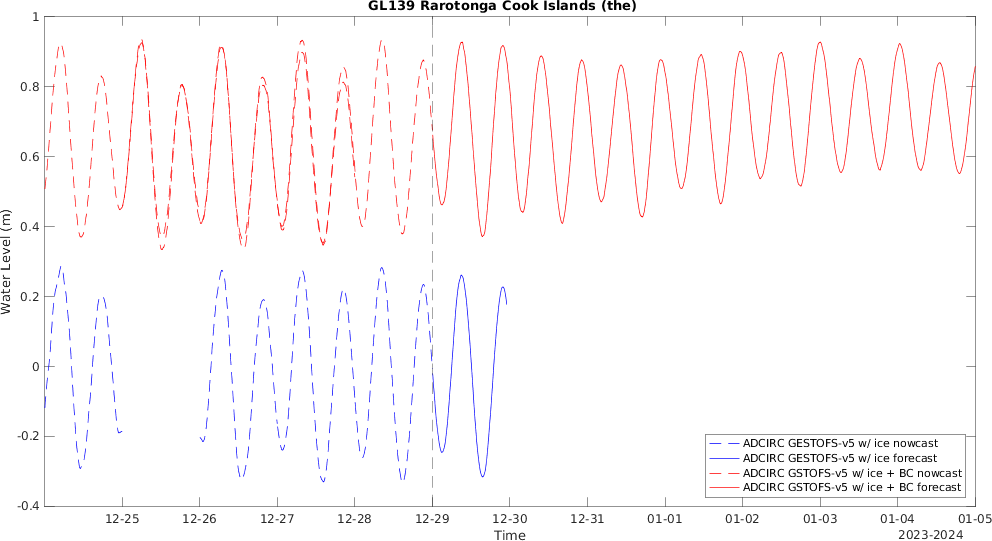 GL139 Rarotonga Cook Islands (the)
Water Level (m)
1
0.8
0.6
0.4
0.2
0
-0.2
-0.4
ADCIRC GESTOFS-v5 w/ ice nowcast
ADCIRC GESTOFS-v5 w/ ice forecast
ADCIRC GSTOFS-v5 w/ ice + BC nowcast
ADCIRC GSTOFS-v5 w/ ice + BC forecast
12-25 12-26 12-27 12-28 12-29 12-30 12-31 01-01 01-02 01-03 01-04 01-05
Time
2023-2024